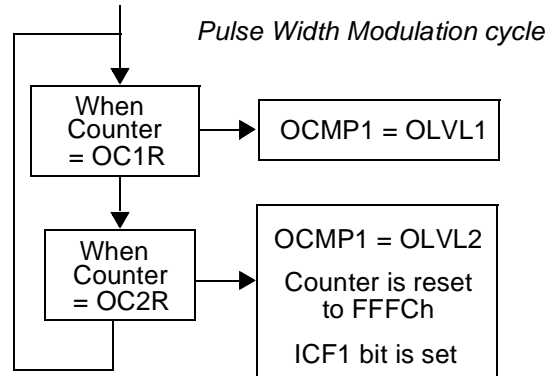 Pulse Width Modulation cycle
When
Counter
= OC1R
OCMP1 = OLVL1
When
Counter
= OC2R
OCMP1 = OLVL2
Counter is reset
to FFFCh
ICF1 bit is set